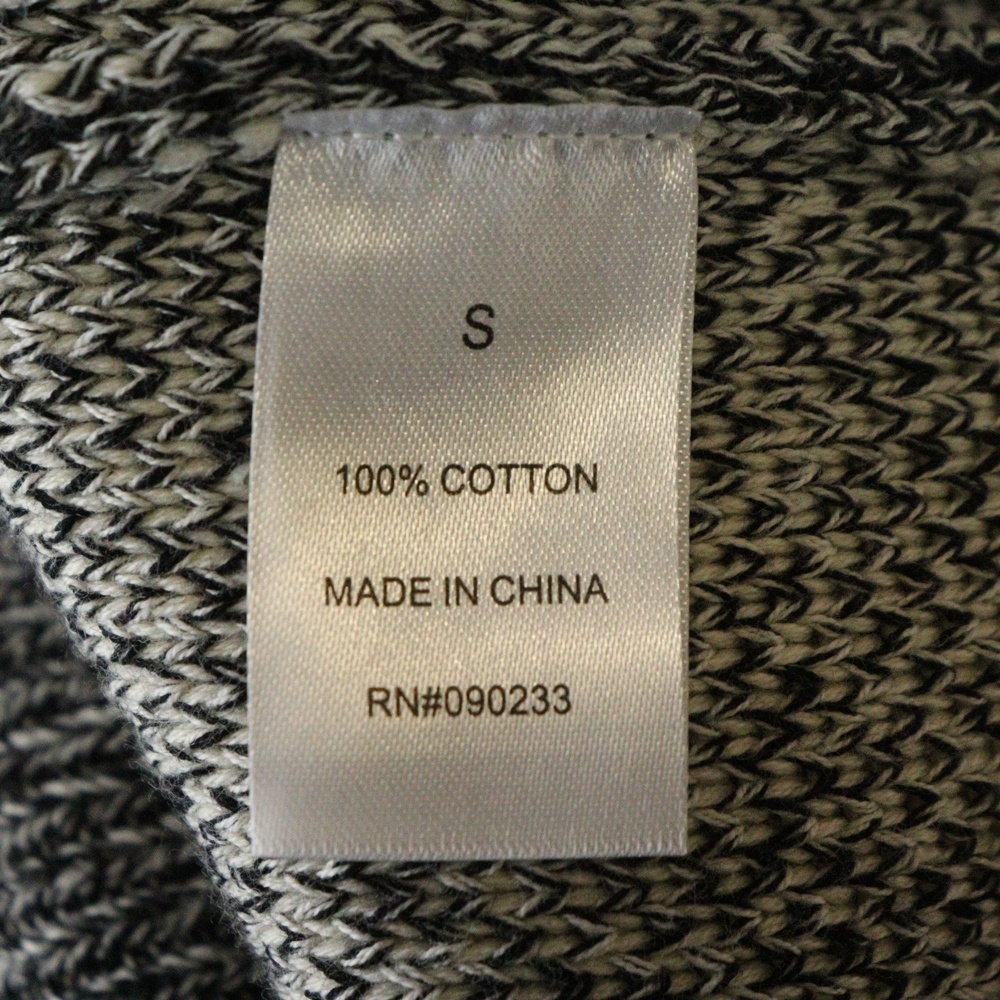 S
100% COTTON
MADE IN CHINA
RN#090233